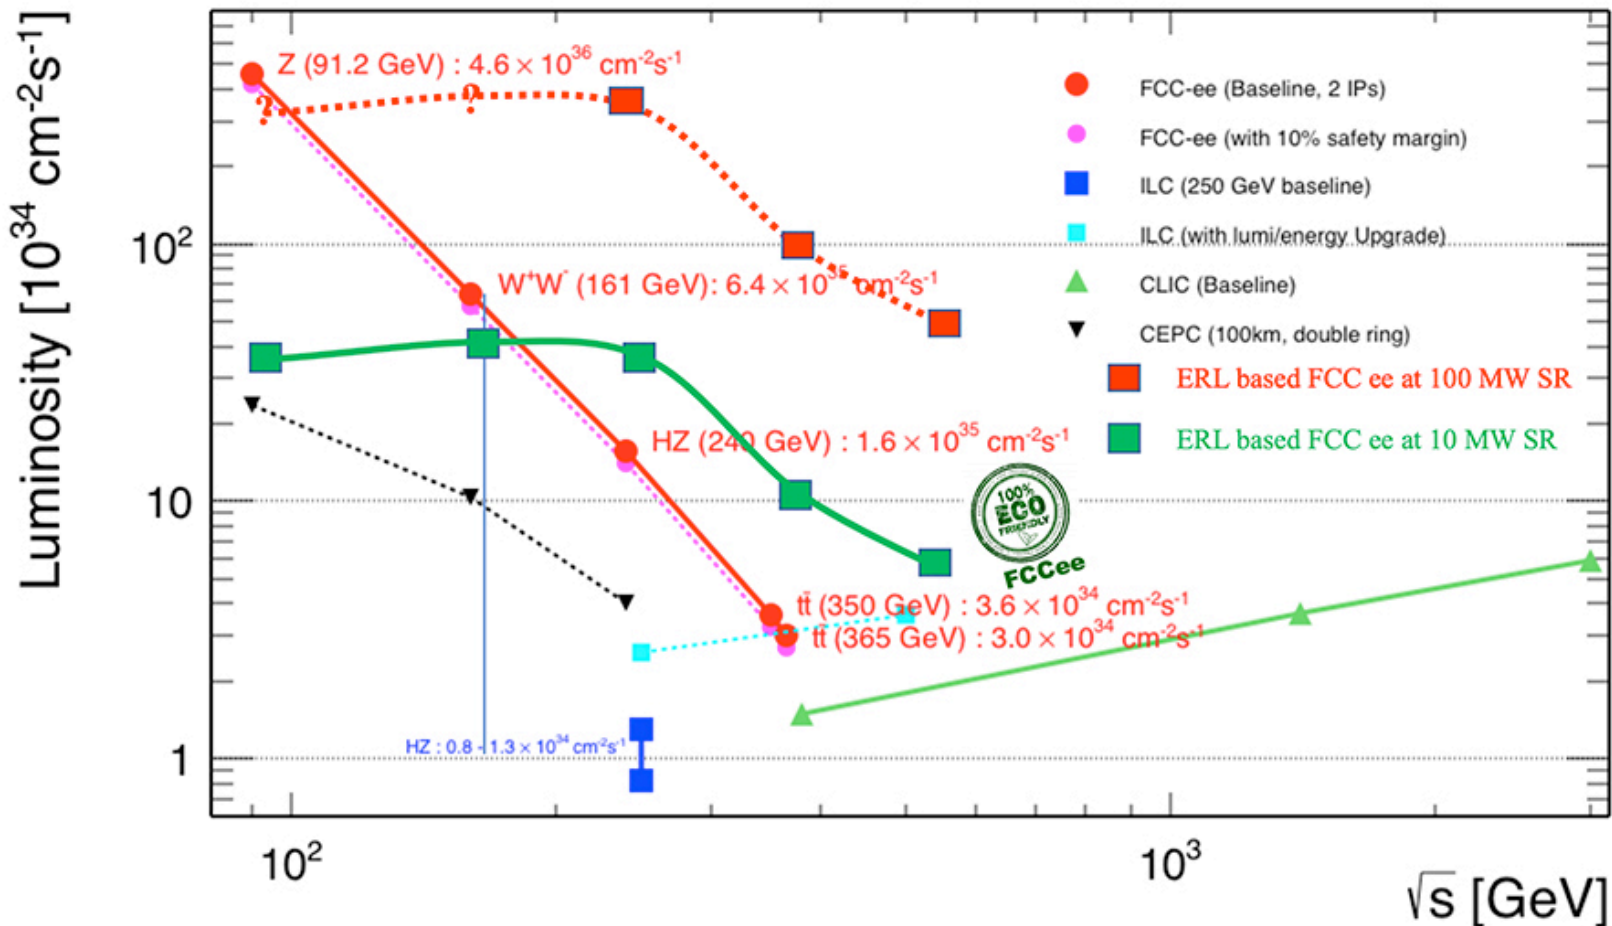 Luminosity [10³⁴ cm⁻²s⁻¹]
10²
10
1
Z (91.2 GeV) : 4.6 × 10³⁶ cm⁻²s⁻¹
?
?
W⁺W⁻ (161 GeV): 6.4 × 10³⁵ cm⁻²s⁻¹
HZ (240 GeV) : 1.6 × 10³⁵ cm⁻²s⁻¹
tt̄ (350 GeV) : 3.6 × 10³⁴ cm⁻²s⁻¹
tt̄ (365 GeV) : 3.0 × 10³⁴ cm⁻²s⁻¹
HZ : 0.8 - 1.3 × 10³⁴ cm⁻²s⁻¹
FCC-ee (Baseline, 2 IPs)
FCC-ee (with 10% safety margin)
ILC (250 GeV baseline)
ILC (with lumi/energy Upgrade)
CLIC (Baseline)
CEPC (100km, double ring)
ERL based FCC ee at 100 MW SR
ERL based FCC ee at 10 MW SR
100%
ECO
FRIENDLY
FCCee
10²
10³
√s [GeV]